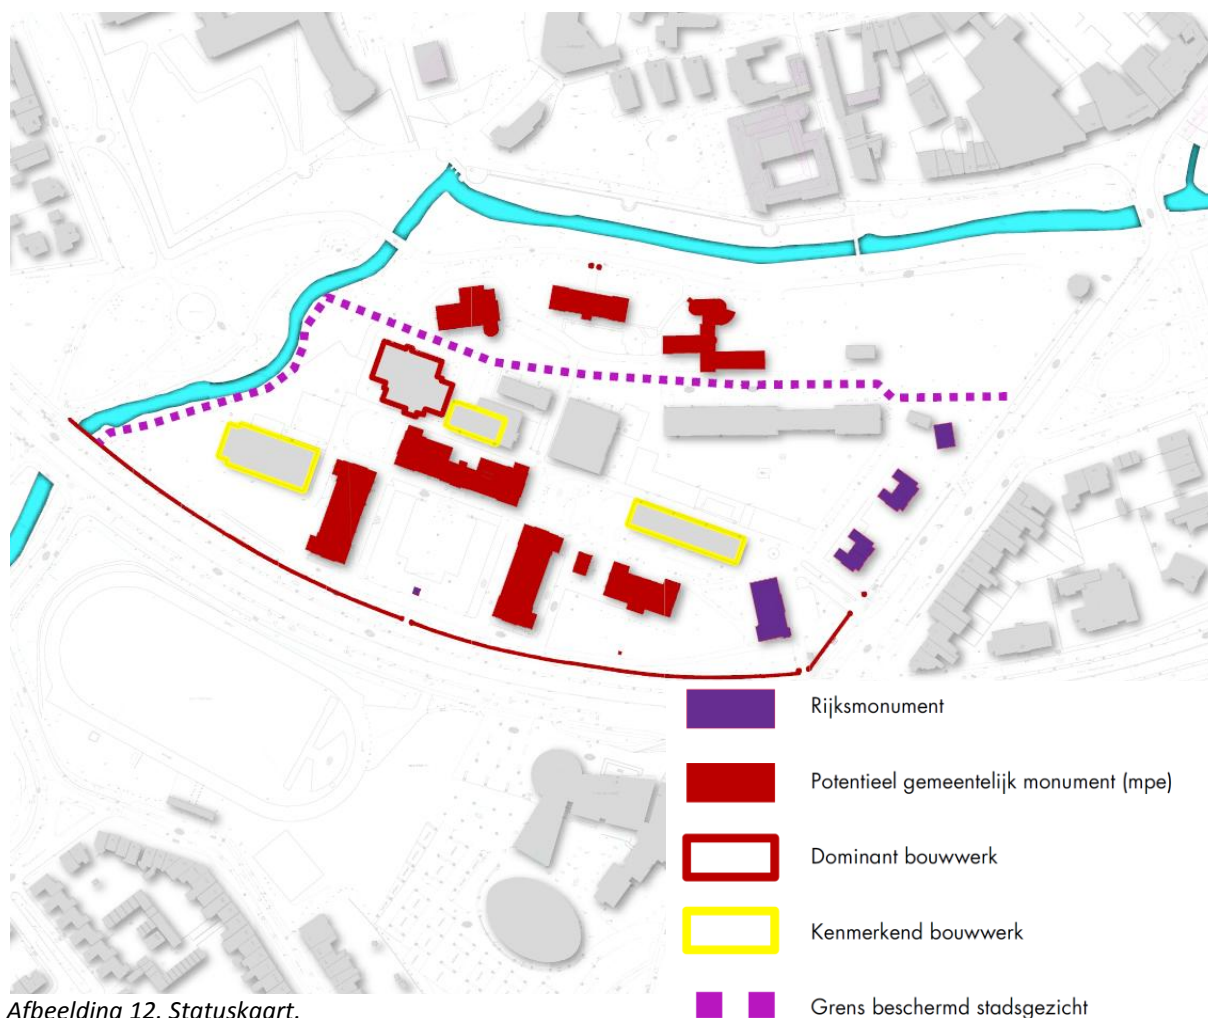 Rijksmonument
Potentieel gemeentelijk monument (mpe)
Dominant bouwwerk
Kenmerkend bouwwerk
Grens beschermd stadsgezicht
Afbeelding 12. Statuskaart.